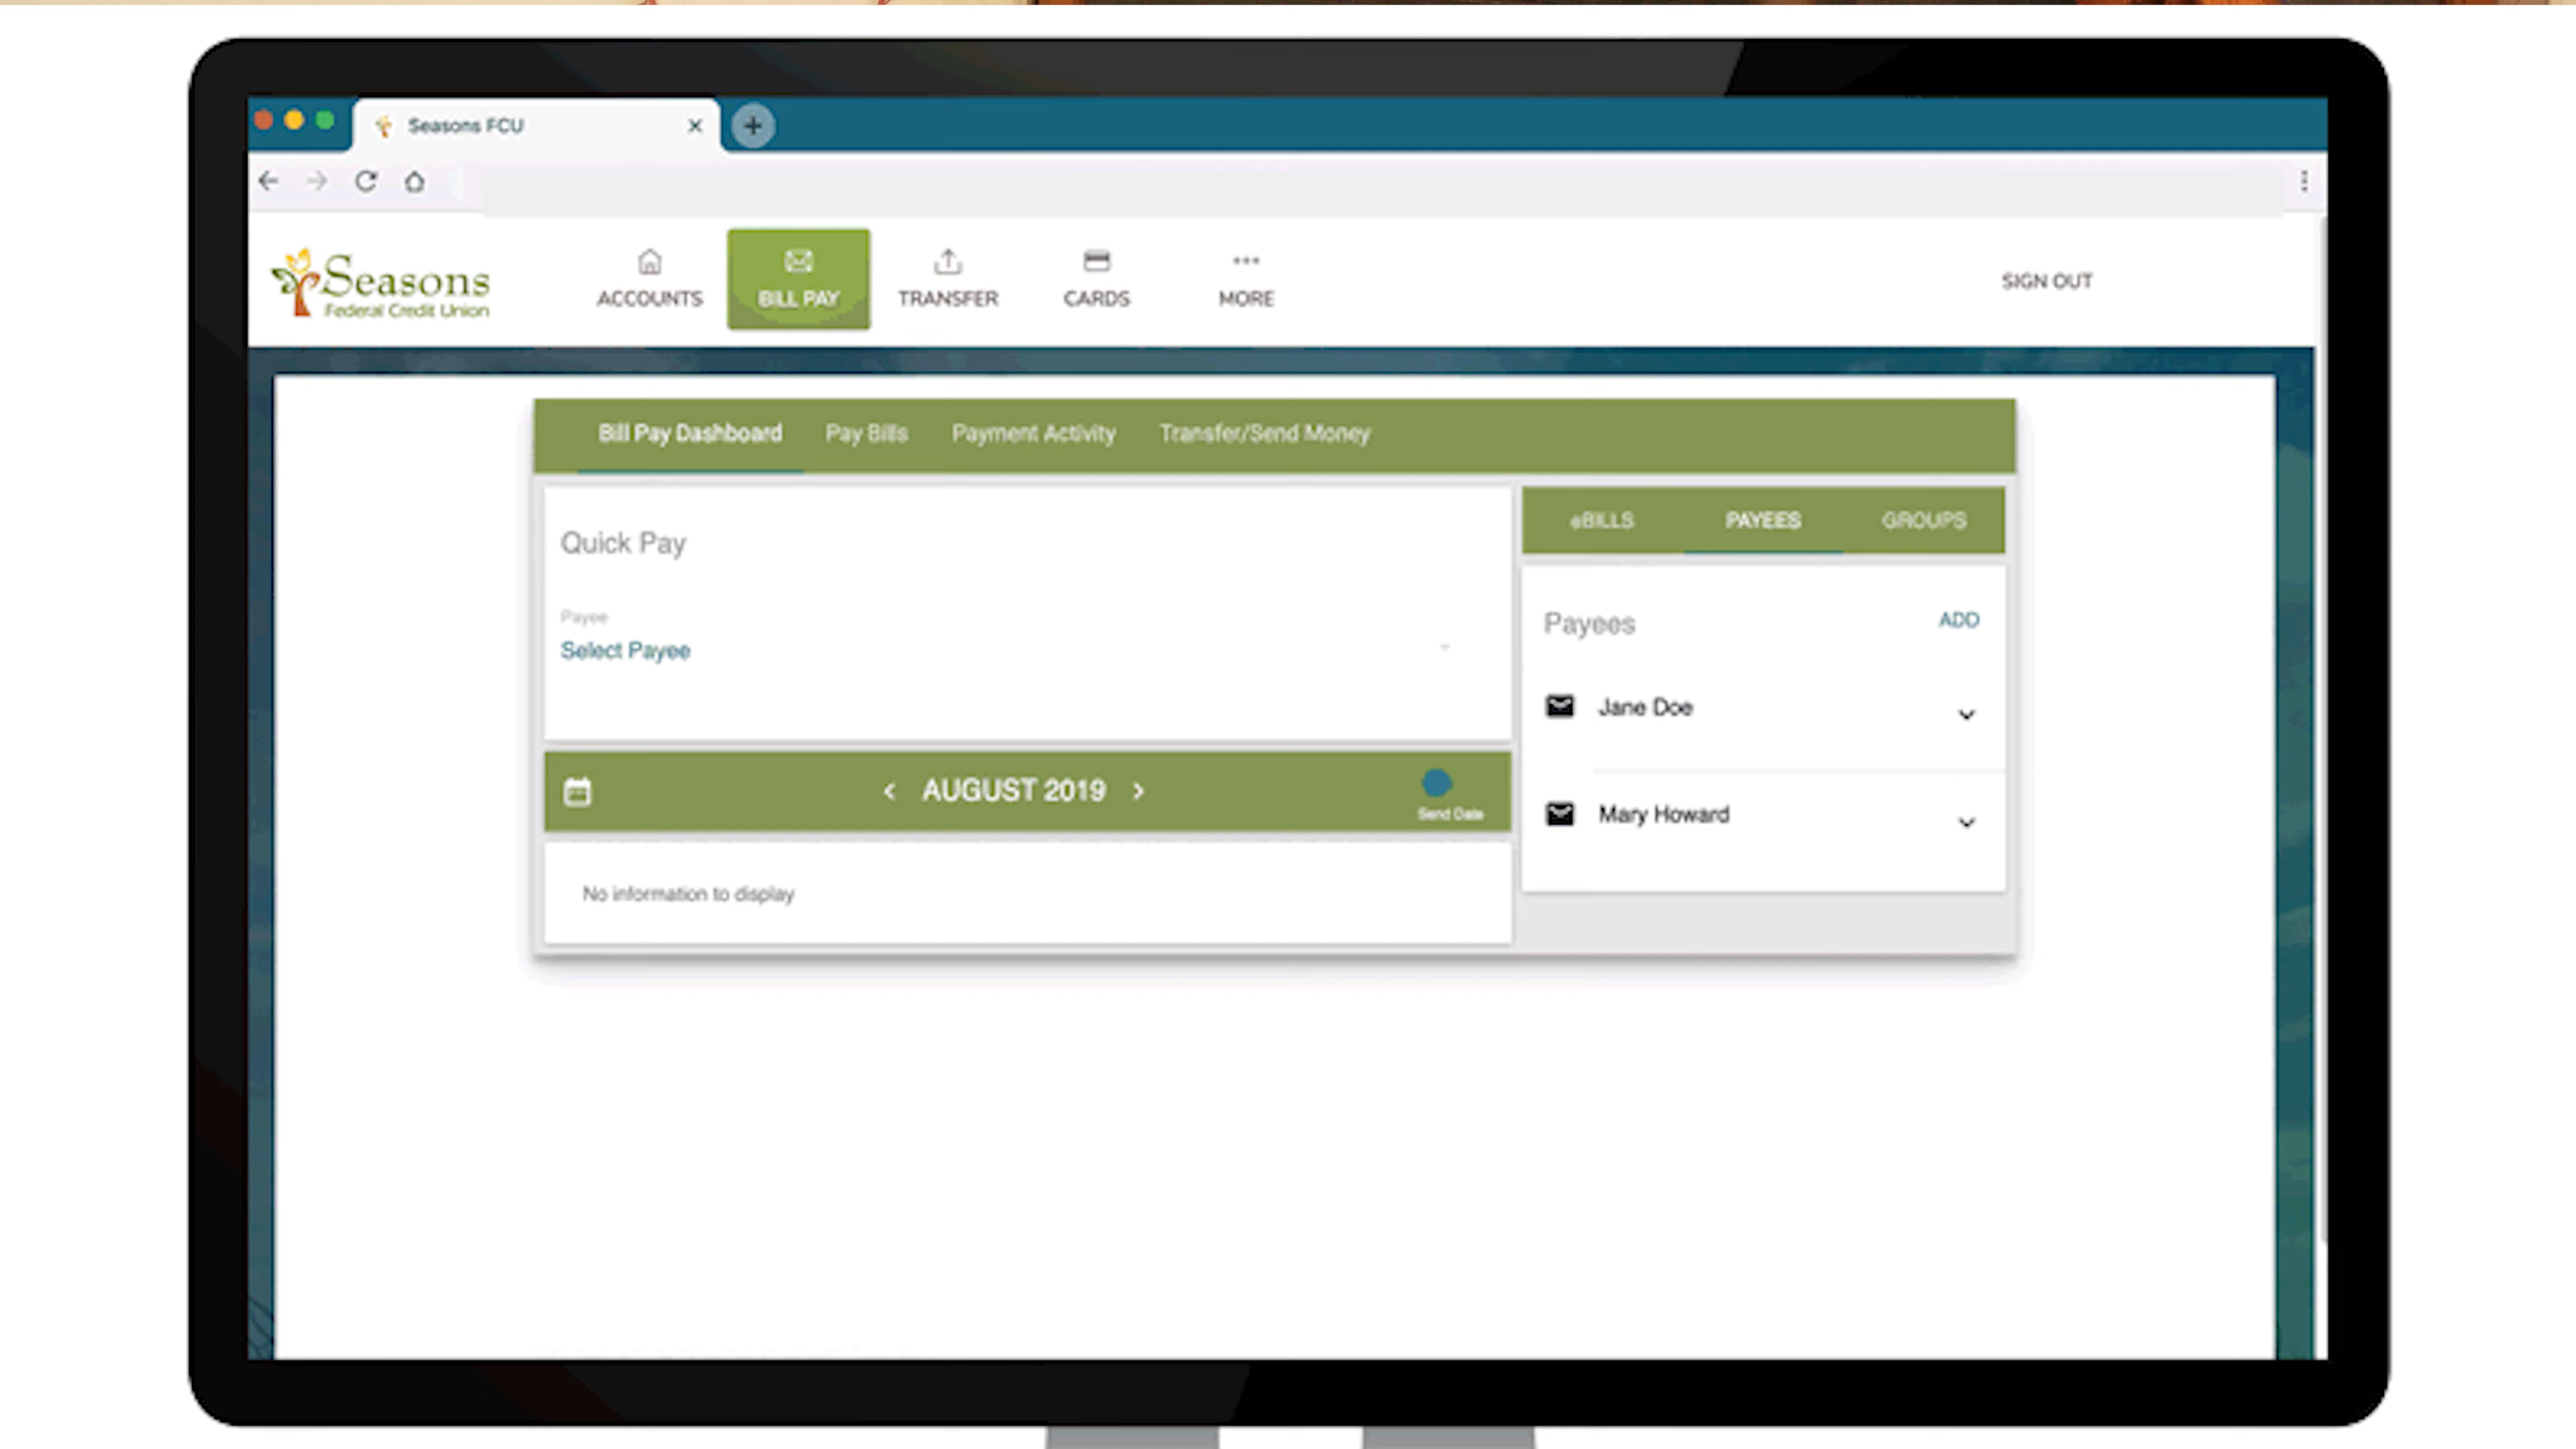 Seasons FCU
Seasons
Federal Credit Union
ACCOUNTS
BILL PAY
TRANSFER
CARDS
MORE
SIGN OUT
Bill Pay Dashboard
Pay Bills
Payment Activity
Transfer/Send Money
Quick Pay
Payee
Select Payee
AUGUST 2019
Send Date
No information to display
eBILLS
PAYEES
GROUPS
Payees
ADD
Jane Doe
Mary Howard